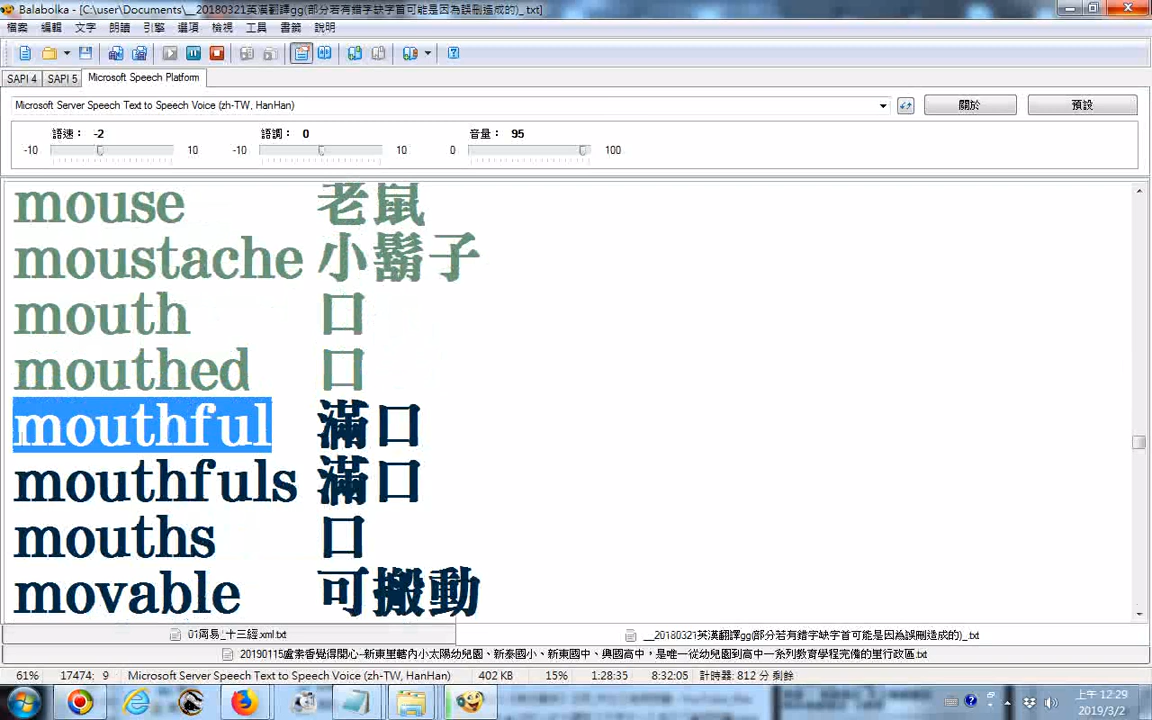 Balabolka - [C:\user\Documents\__20180321英漢翻譯gg(部分若有錯字缺字首可能是因為誤刪造成的)_.txt]
檔案 編輯 文字 朗讀 引擎 選項 檢視 工具 書籤 說明
SAPI 4 SAPI 5 Microsoft Speech Platform
Microsoft Server Speech Text to Speech Voice (zh-TW, HanHan) 關於 預設
語速： -2 語調： 0 音量： 95
-10 10 -10 10 0 100
mouse 老鼠
moustache 小鬍子
mouth 口
mouthed 口
mouthful 滿口
mouthfuls 滿口
mouths 口
movable 可搬動
01周易_十三經.xml.txt __20180321英漢翻譯gg(部分若有錯字缺字首可能是因為誤刪造成的)_.txt
20190115盧素香覺得開心-新東里轄內小太陽幼兒園、新泰國小、新東國中、興國高中，是唯一從幼兒園到高中一系列教育學程完備的里行政區.txt
61% 17474: 9 Microsoft Server Speech Text to Speech Voice (zh-TW, HanHan) 402 KB 15% 1:28:35 8:32:05 計時器: 812 分 剩餘
上午 12:29
2019/3/2